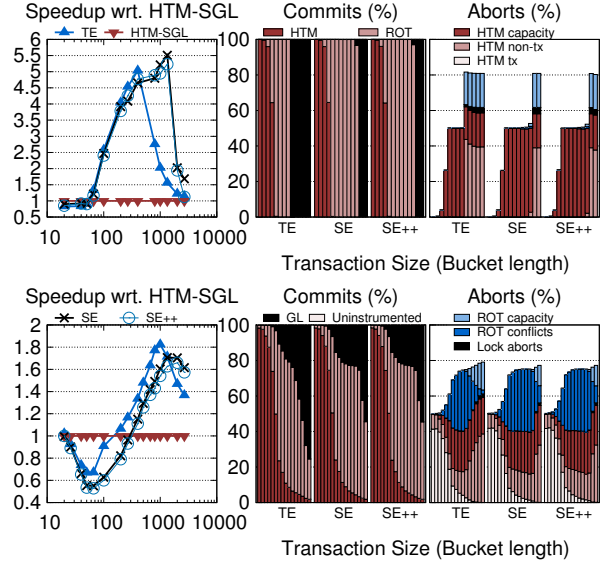 Speedup wrt. HTM-SGL
TE
HTM-SGL
6
5.5
5
4.5
4
3.5
3
2.5
2
1.5
1
0.5
10
100
1000
10000
Commits (%)
HTM
ROT
100
80
60
40
20
0
TE
SE
SE++
Aborts (%)
HTM capacity
HTM non-tx
HTM tx
TE
SE
SE++
Transaction Size (Bucket length)
Speedup wrt. HTM-SGL
SE
SE++
2
1.8
1.6
1.4
1.2
1
0.8
0.6
0.4
10
100
1000
10000
Commits (%)
GL
Uninstrumented
100
80
60
40
20
0
TE
SE
SE++
Aborts (%)
ROT capacity
ROT conflicts
Lock aborts
TE
SE
SE++
Transaction Size (Bucket length)